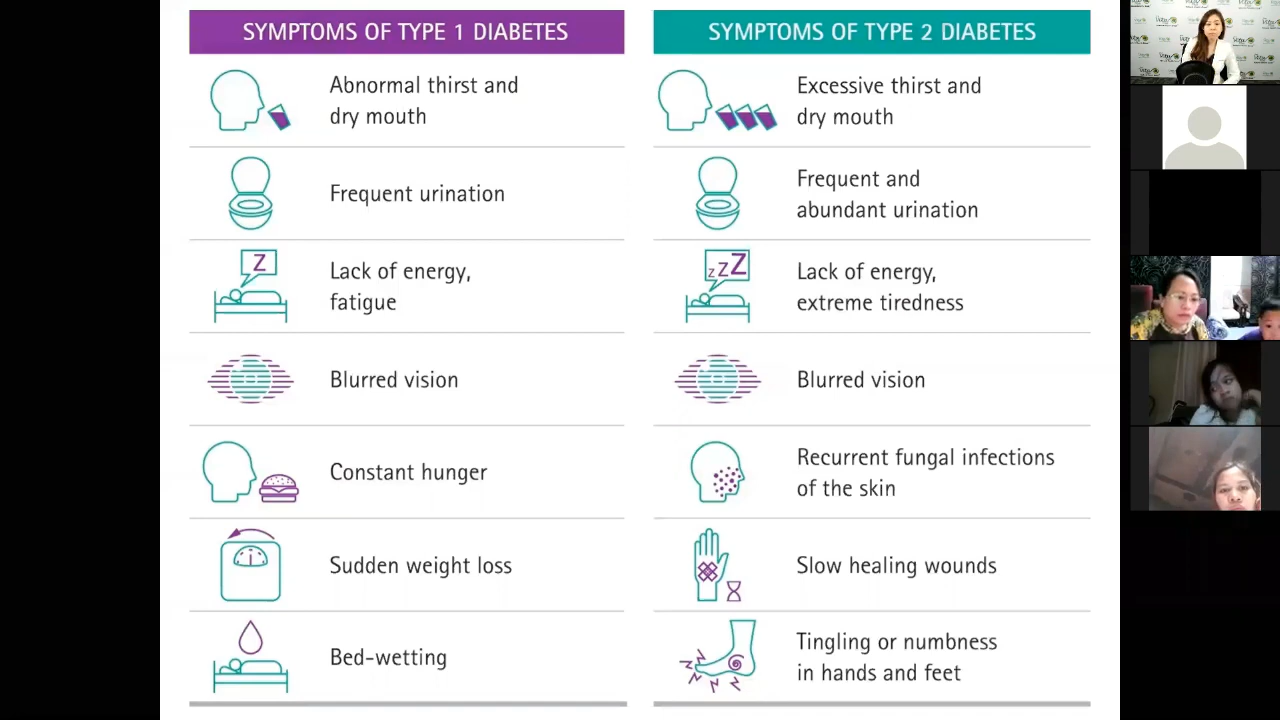 SYMPTOMS OF TYPE 1 DIABETES
Abnormal thirst and
dry mouth
Frequent urination
Z
Lack of energy,
fatigue
Blurred vision
Constant hunger
Sudden weight loss
Bed-wetting
SYMPTOMS OF TYPE 2 DIABETES
Excessive thirst and
dry mouth
Frequent and
abundant urination
z z Z
Lack of energy,
extreme tiredness
Blurred vision
Recurrent fungal infections
of the skin
Slow healing wounds
Tingling or numbness
in hands and feet